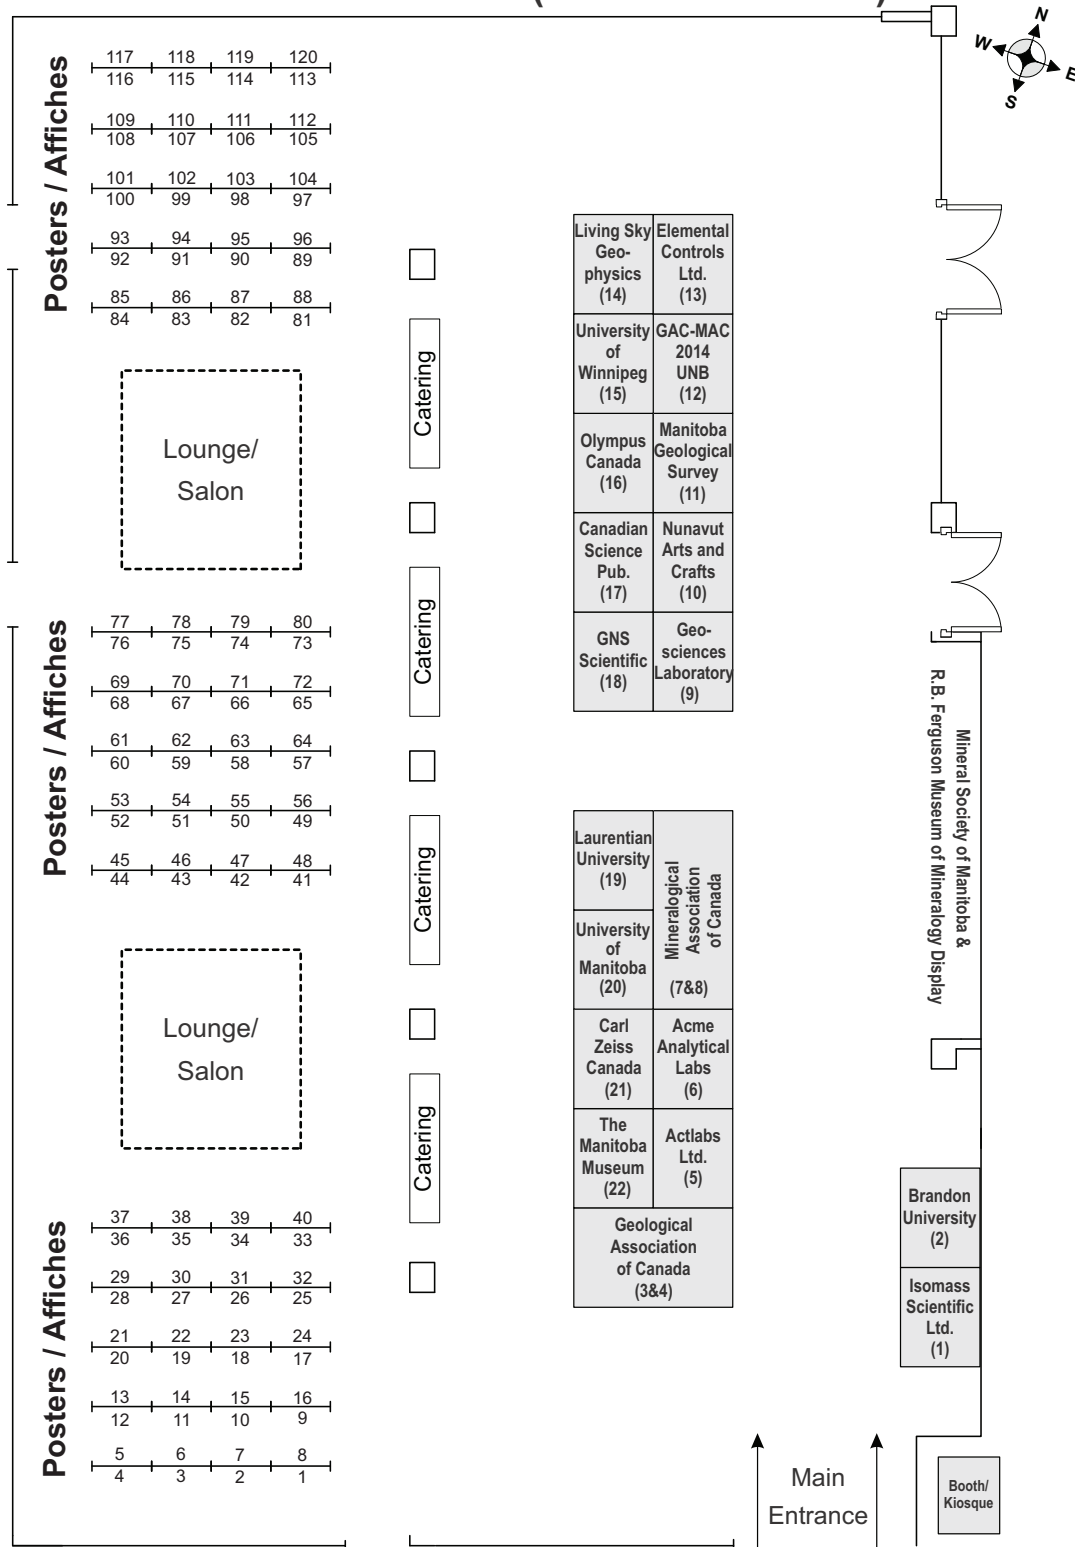 N
W
E
S
Posters / Affiches
117 118 119 120
116 115 114 113
109 110 111 112
108 107 106 105
101 102 103 104
100 99 98 97
93 94 95 96
92 91 90 89
85 86 87 88
84 83 82 81
Lounge/
Salon
Posters / Affiches
77 78 79 80
76 75 74 73
69 70 71 72
68 67 66 65
61 62 63 64
60 59 58 57
53 54 55 56
52 51 50 49
45 46 47 48
44 43 42 41
Lounge/
Salon
Posters / Affiches
37 38 39 40
36 35 34 33
29 30 31 32
28 27 26 25
21 22 23 24
20 19 18 17
13 14 15 16
12 11 10 9
5 6 7 8
4 3 2 1
Catering
Catering
Catering
Catering
Living Sky
Geo-
physics
(14)
Elemental
Controls
Ltd.
(13)
University
of
Winnipeg
(15)
GAC-MAC
2014
UNB
(12)
Olympus
Canada
(16)
Manitoba
Geological
Survey
(11)
Canadian
Science
Pub.
(17)
Nunavut
Arts and
Crafts
(10)
GNS
Scientific
(18)
Geo-
sciences
Laboratory
(9)
Laurentian
University
(19)
Mineralogical
Association
of Canada
(7&8)
University
of
Manitoba
(20)
Carl
Zeiss
Canada
(21)
Acme
Analytical
Labs
(6)
The
Manitoba
Museum
(22)
Actlabs
Ltd.
(5)
Geological
Association
of Canada
(3&4)
Mineral Society of Manitoba &
R.B. Ferguson Museum of Mineralogy Display
Brandon
University
(2)
Isomass
Scientific
Ltd.
(1)
Main
Entrance
Booth/
Kiosque